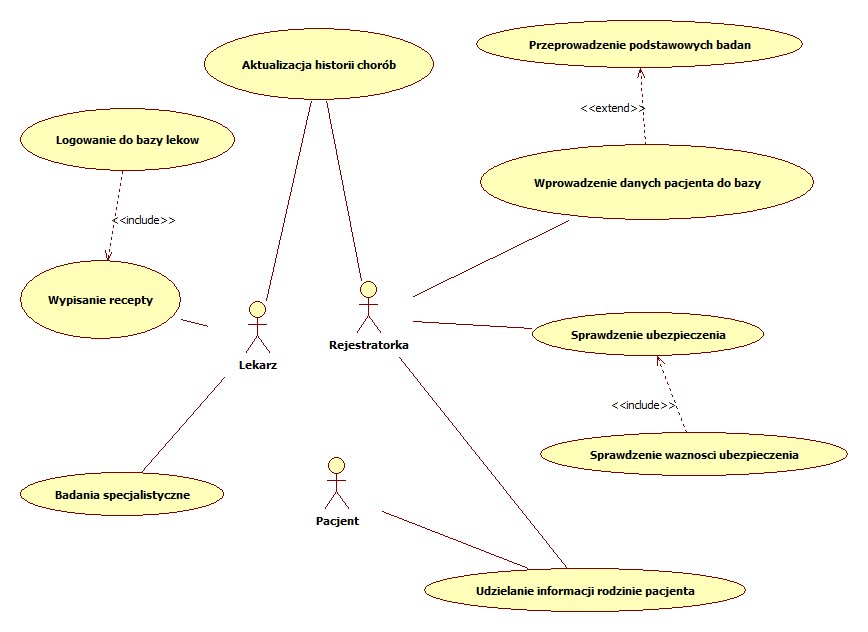 Przeprowadzenie podstawowych badan
Aktualizacja historii chorób
<<extend>>
Logowanie do bazy lekow
Wprowadzenie danych pacjenta do bazy
<<include>>
Wypisanie recepty
Sprawdzenie ubezpieczenia
Rejestratorka
Lekarz
<<include>>
Sprawdzenie waznosci ubezpieczenia
Badania specjalistyczne
Pacjent
Udzielanie informacji rodzinie pacjenta